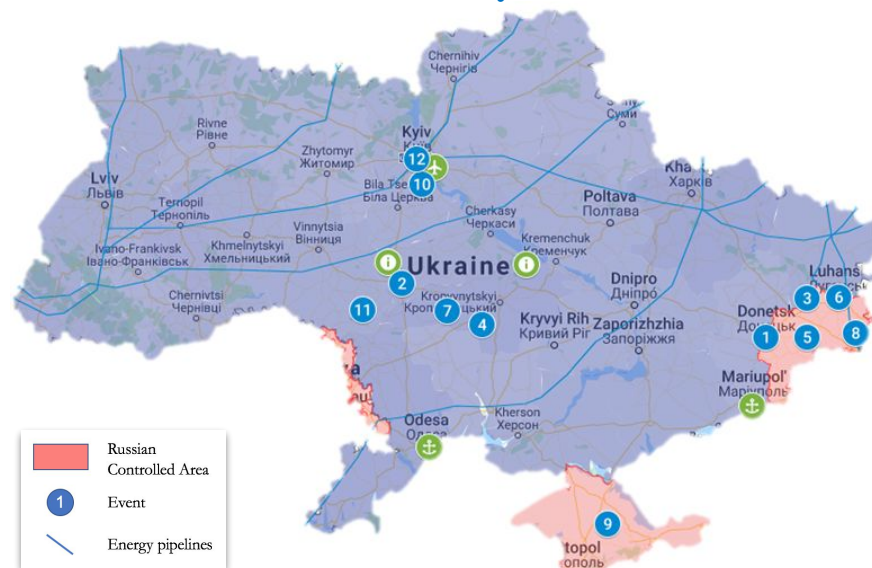 Chernihiv
Чернігів
Суми
Rivne
Рівне
Kyiv
12
Zhytomyr
Житомир
Kha
Харків
10
Bila Tse
Біла Церква
Lviv
Львів
Ternopil
Тернопіль
Cherkasy
Черкаси
Poltava
Полтава
Vinnytsia
Вінниця
Khmelnytskyi
Хмельницький
Ivano-Frankivsk
Івано-Франківськ
Kremenchuk
Кременчук
Ukraine
2
Luhans
Dnipro
Дніпро
Chernivtsi
Чернівці
3
6
11
Kropyvnytskyi
7
4
Kryvyi Rih
Кривий Ріг
Zaporizhzhia
Запоріжжя
Donetsk
1
5
8
Mariupol'
Маріуполь
Odesa
Kherson
Херсон
9
topol
ополь
Russian
Controlled Area
1
Event
Energy pipelines